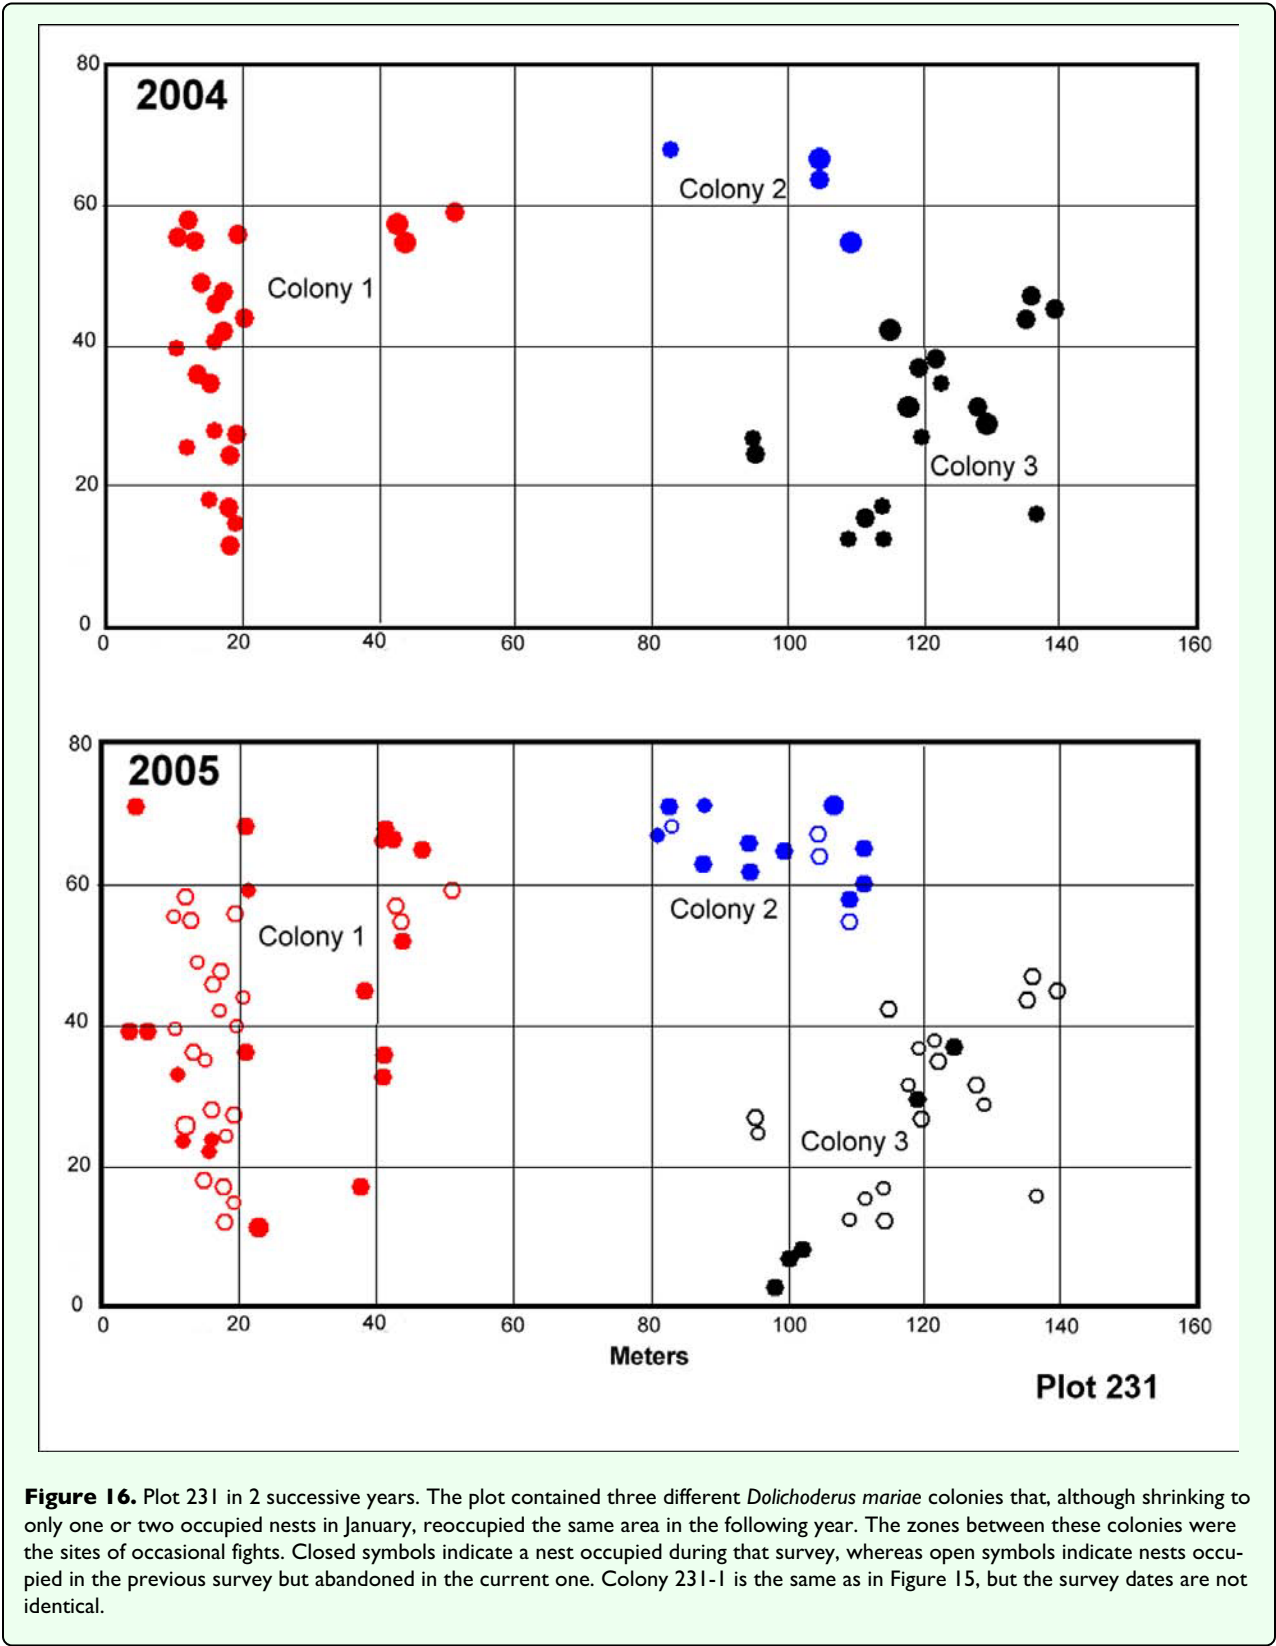 80
2004
Colony 2
60
Colony 1
40
Colony 3
20
0
0 20 40 60 80 100 120 140 160
80
2005
60
Colony 2
Colony 1
40
Colony 3
20
0
0 20 40 60 80 100 120 140 160
Meters
Plot 231
Figure 16. Plot 231 in 2 successive years. The plot contained three different Dolichoderus mariae colonies that, although shrinking to
only one or two occupied nests in January, reoccupied the same area in the following year. The zones between these colonies were
the sites of occasional fights. Closed symbols indicate a nest occupied during that survey, whereas open symbols indicate nests occu-
pied in the previous survey but abandoned in the current one. Colony 231-1 is the same as in Figure 15, but the survey dates are not
identical.